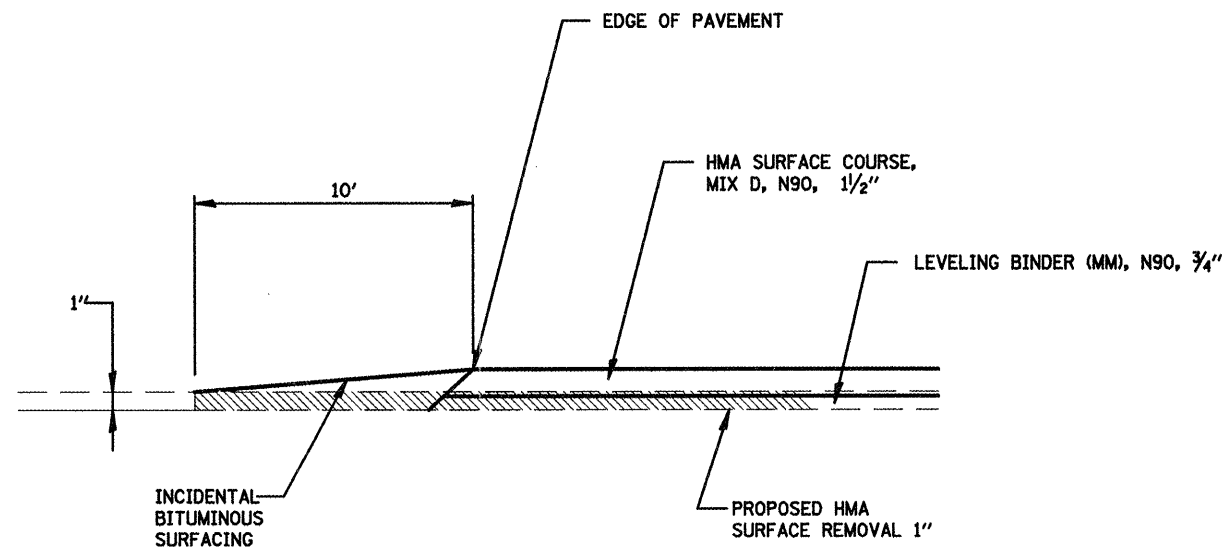 EDGE OF PAVEMENT
HMA SURFACE COURSE,
MIX D, N90, 1½"
10'
LEVELING BINDER (MM), N90, ¾"
1"
INCIDENTAL
BITUMINOUS
SURFACING
PROPOSED HMA
SURFACE REMOVAL 1"